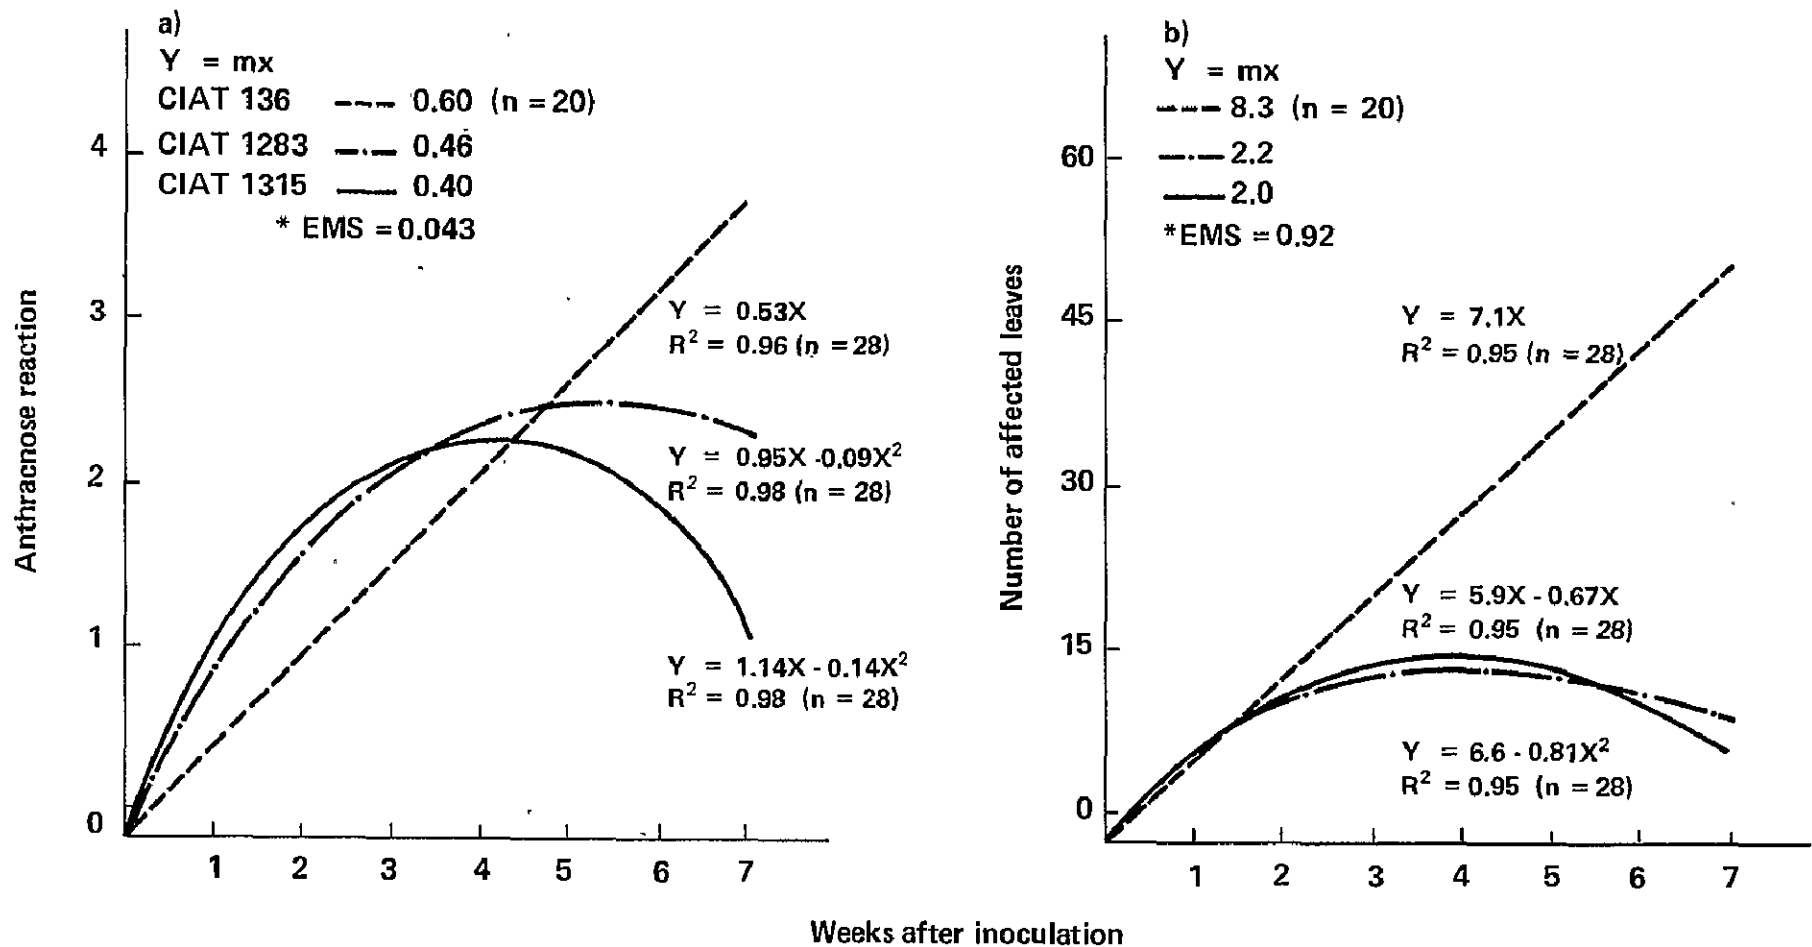 a)
Y = mx
CIAT 136 ---- 0.60 (n = 20)
CIAT 1283 —·— 0.46
CIAT 1315 —— 0.40
* EMS = 0.043
Anthracnose reaction
4
3
2
1
0
Y = 0.53X
R² = 0.96 (n = 28)
Y = 0.95X - 0.09X²
R² = 0.98 (n = 28)
Y = 1.14X - 0.14X²
R² = 0.98 (n = 28)
1 2 3 4 5 6 7
b)
Y = mx
---- 8.3 (n = 20)
—·— 2.2
—— 2.0
*EMS = 0.92
Number of affected leaves
60
45
30
15
0
Y = 7.1X
R² = 0.95 (n = 28)
Y = 5.9X - 0.67X
R² = 0.95 (n = 28)
Y = 6.6 - 0.81X²
R² = 0.95 (n = 28)
1 2 3 4 5 6 7
Weeks after inoculation